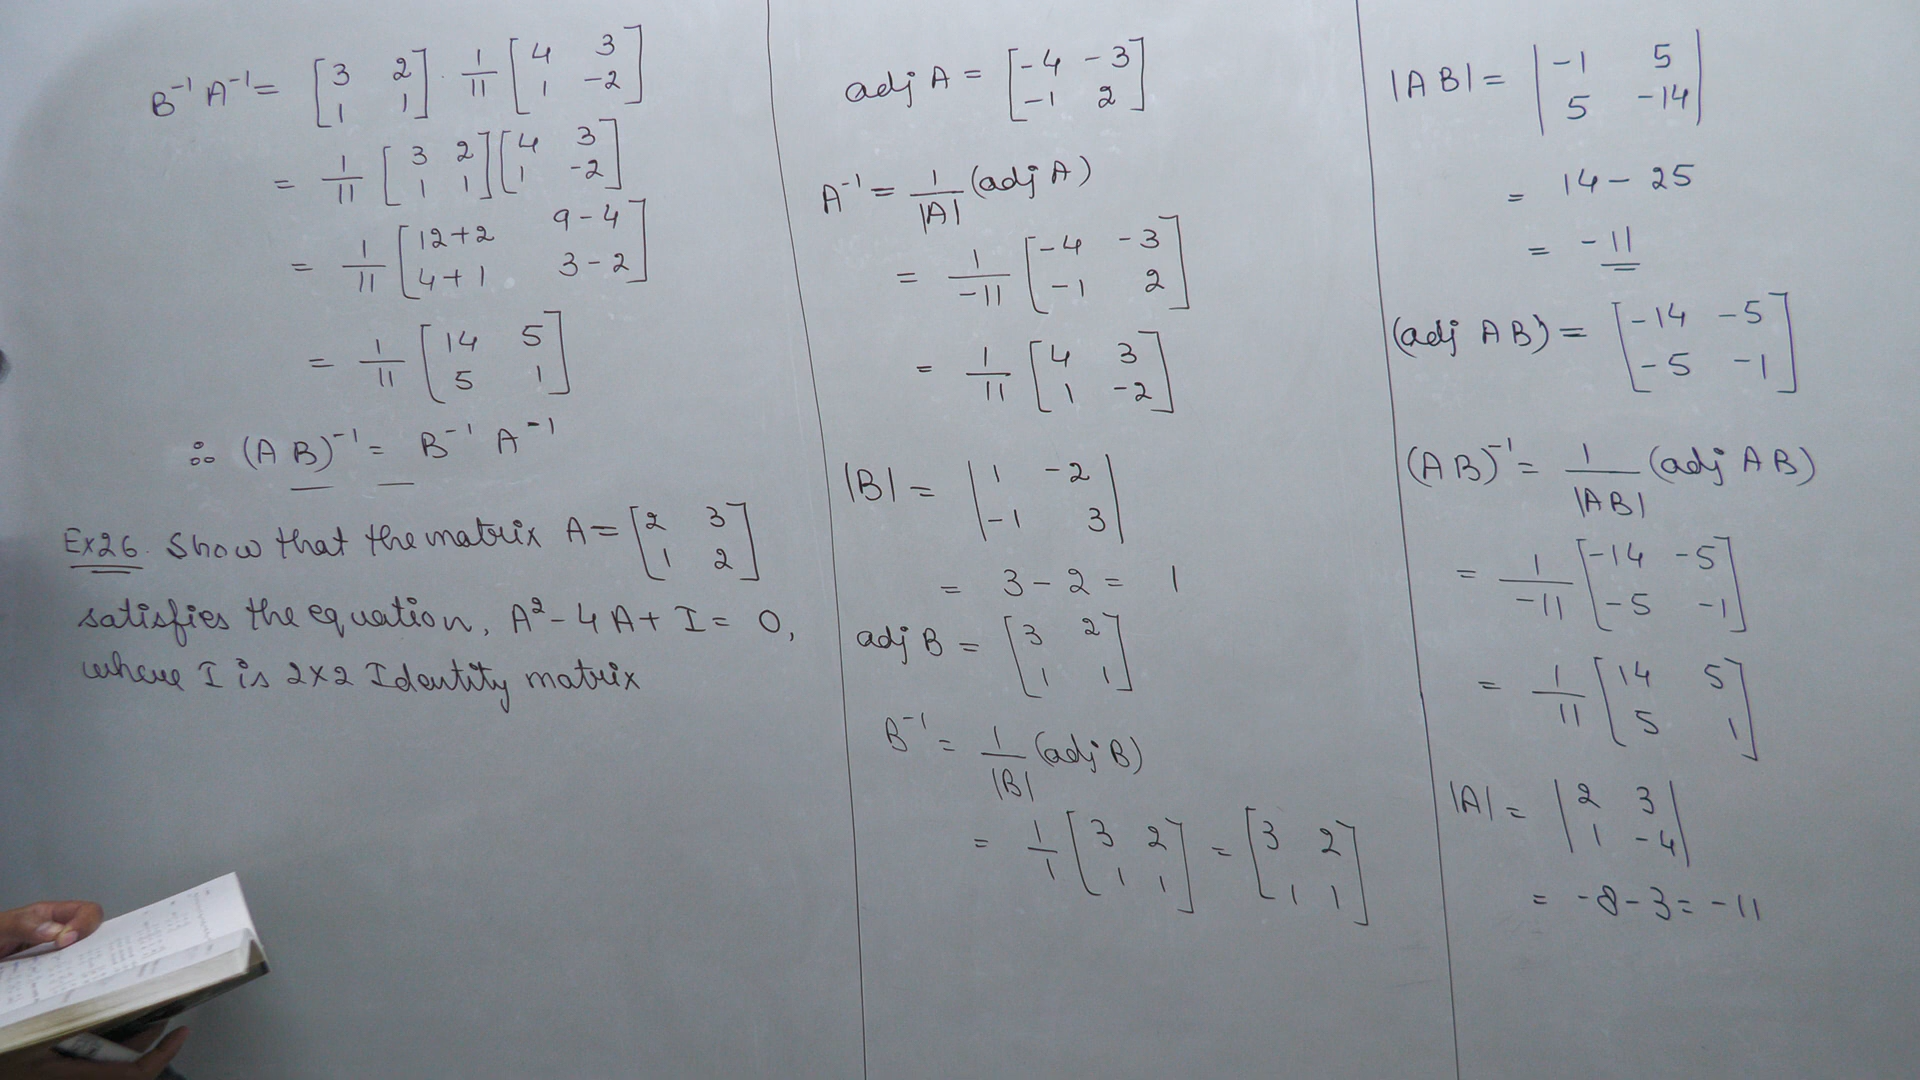 B⁻¹ A⁻¹ = [3 2; 1 1] · 1/11 [4 3; 1 -2]
= 1/11 [3 2; 1 1] [4 3; 1 -2]
= 1/11 [12+2 9-4; 4+1 3-2]
= 1/11 [14 5; 5 1]
∴ (AB)⁻¹ = B⁻¹ A⁻¹
Ex26. Show that the matrix A = [2 3; 1 2]
satisfies the equation, A² - 4A + I = 0,
where I is 2×2 Identity matrix
adj A = [-4 -3; -1 2]
A⁻¹ = 1/|A| (adj A)
= 1/-11 [-4 -3; -1 2]
= 1/11 [4 3; 1 -2]
|B| = |1 -2; -1 3|
= 3 - 2 = 1
adj B = [3 2; 1 1]
B⁻¹ = 1/|B| (adj B)
= 1/1 [3 2; 1 1] = [3 2; 1 1]
|AB| = |-1 5; 5 -14|
= 14 - 25
= -11
(adj AB) = [-14 -5; -5 -1]
(AB)⁻¹ = 1/|AB| (adj AB)
= 1/-11 [-14 -5; -5 -1]
= 1/11 [14 5; 5 1]
|A| = |2 3; 1 -4|
= -8 - 3 = -11